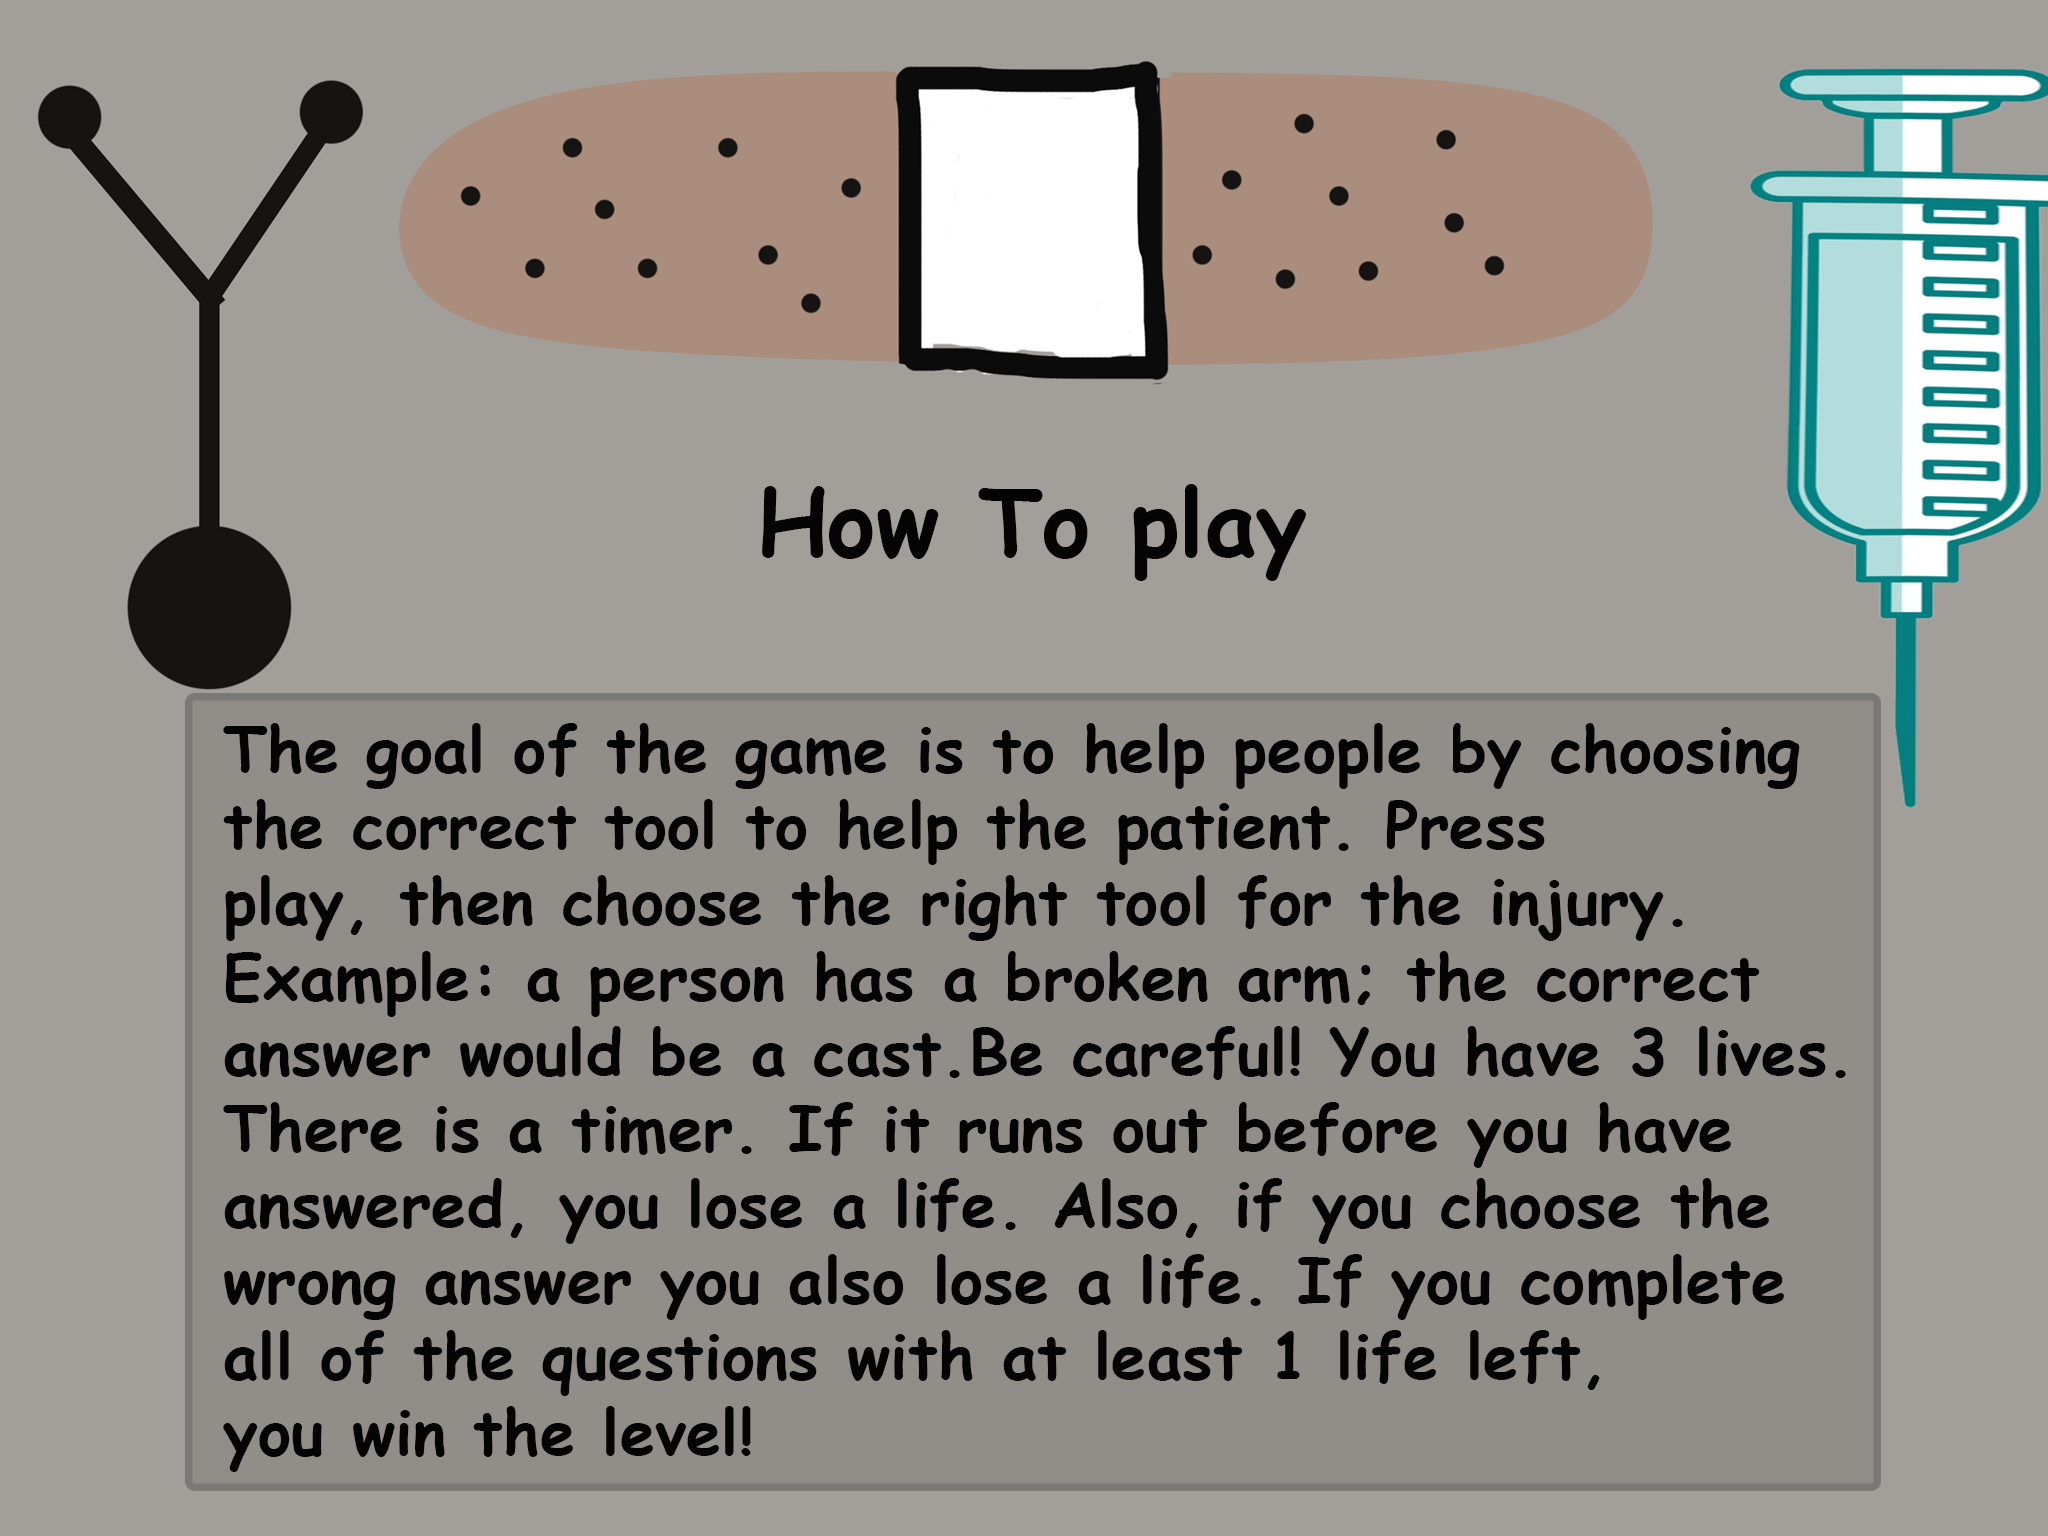 How To play
The goal of the game is to help people by choosing
the correct tool to help the patient. Press
play, then choose the right tool for the injury.
Example: a person has a broken arm; the correct
answer would be a cast.Be careful! You have 3 lives.
There is a timer. If it runs out before you have
answered, you lose a life. Also, if you choose the
wrong answer you also lose a life. If you complete
all of the questions with at least 1 life left,
you win the level!